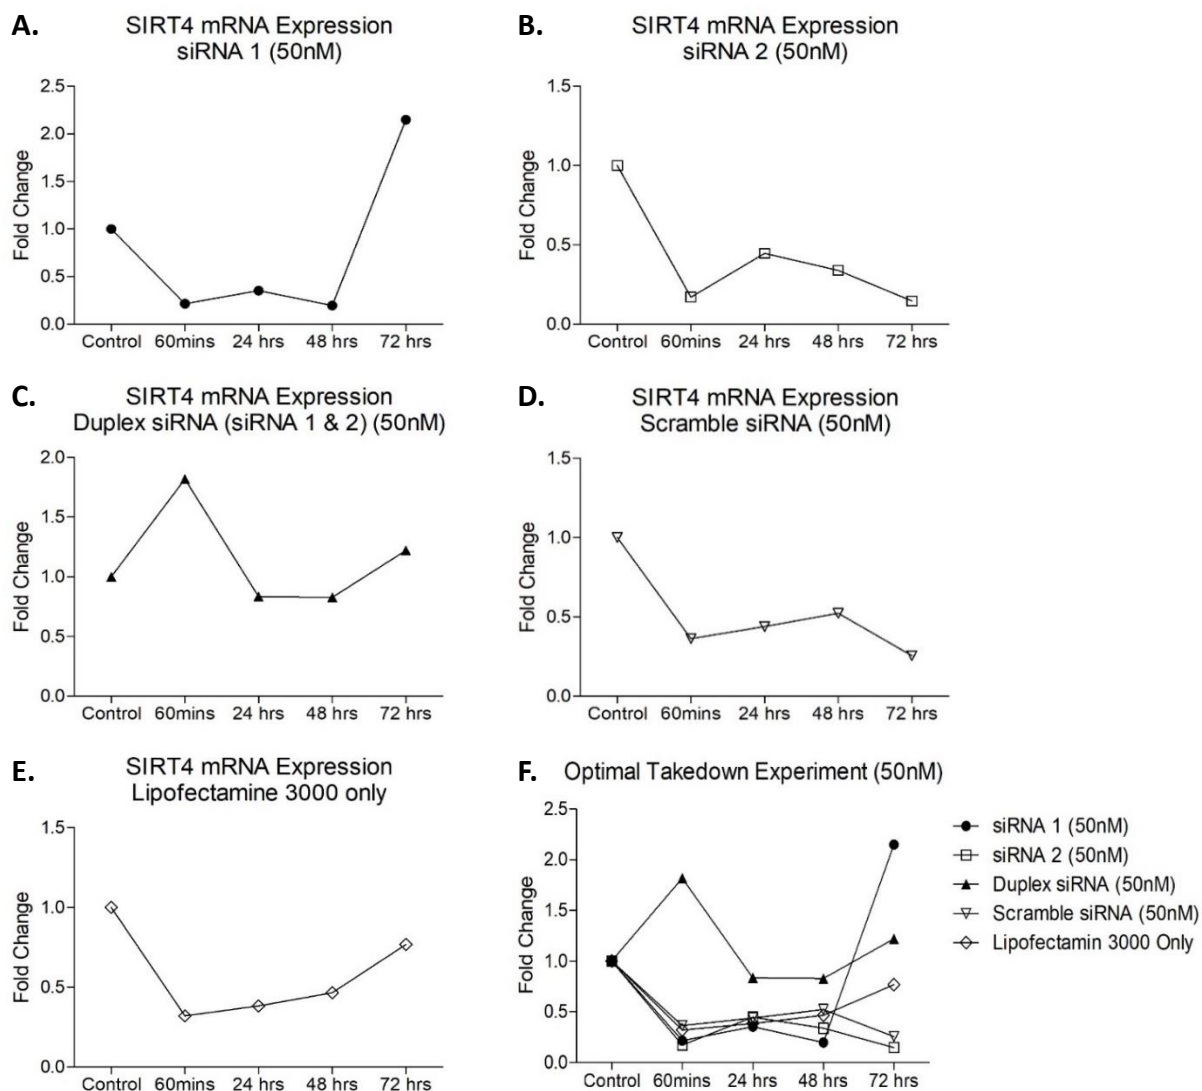 A.
SIRT4 mRNA Expression
siRNA 1 (50nM)
Fold Change
2.5
2.0
1.5
1.0
0.5
0.0
Control 60mins 24 hrs 48 hrs 72 hrs
B.
SIRT4 mRNA Expression
siRNA 2 (50nM)
Fold Change
1.5
1.0
0.5
0.0
Control 60mins 24 hrs 48 hrs 72 hrs
C.
SIRT4 mRNA Expression
Duplex siRNA (siRNA 1 & 2) (50nM)
Fold Change
2.0
1.5
1.0
0.5
0.0
Control 60mins 24 hrs 48 hrs 72 hrs
D.
SIRT4 mRNA Expression
Scramble siRNA (50nM)
Fold Change
1.5
1.0
0.5
0.0
Control 60mins 24 hrs 48 hrs 72 hrs
E.
SIRT4 mRNA Expression
Lipofectamine 3000 only
Fold Change
1.5
1.0
0.5
0.0
Control 60mins 24 hrs 48 hrs 72 hrs
F.
Optimal Takedown Experiment (50nM)
Fold Change
2.5
2.0
1.5
1.0
0.5
0.0
Control 60mins 24 hrs 48 hrs 72 hrs
siRNA 1 (50nM)
siRNA 2 (50nM)
Duplex siRNA (50nM)
Scramble siRNA (50nM)
Lipofectamin 3000 Only